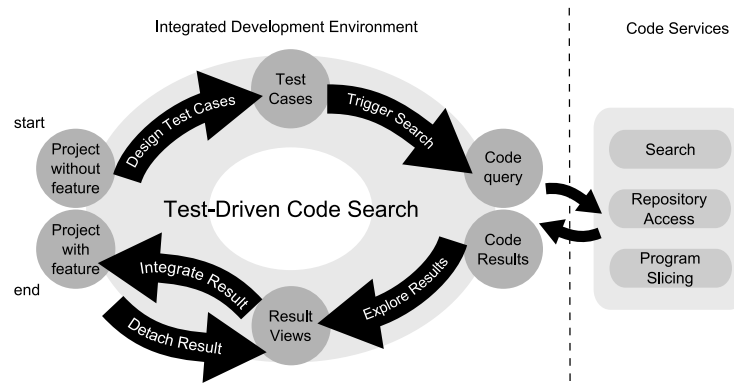 Integrated Development Environment
Code Services
start
Project
without
feature
Design Test Cases
Test
Cases
Trigger Search
Code
query
Search
Repository
Access
Program
Slicing
Test-Driven Code Search
Code
Results
Explore Results
Result
Views
Integrate Result
Detach Result
Project
with
feature
end